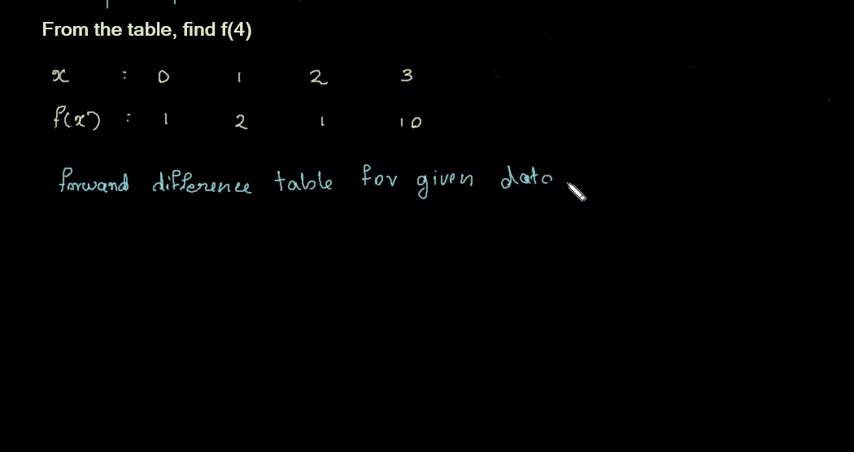 From the table, find f(4)
x : 0 1 2 3
f(x) : 1 2 1 10
forward difference table for given data